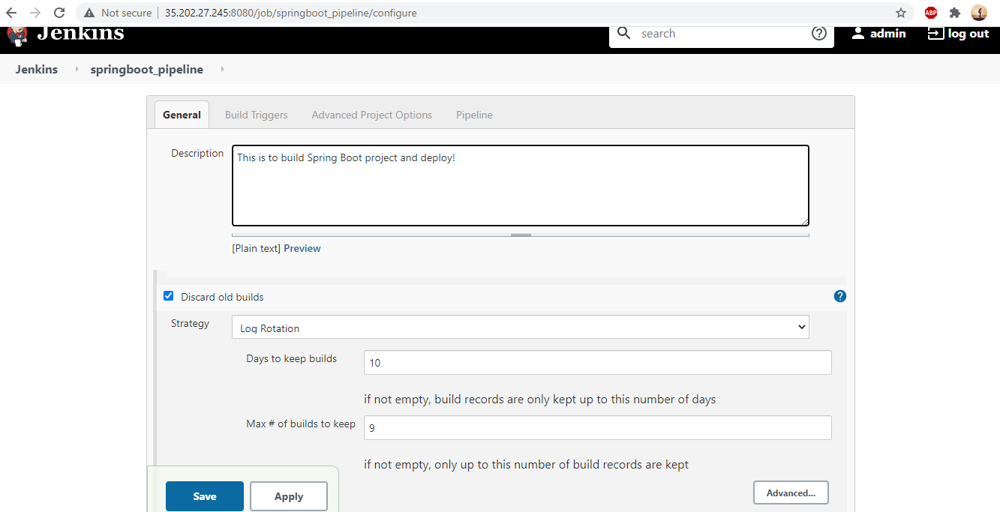 Not secure 35.202.27.245:8080/job/springboot_pipeline/configure ABP
Jenkins search admin log out
Jenkins springboot_pipeline
General Build Triggers Advanced Project Options Pipeline
Description This is to build Spring Boot project and deploy!
[Plain text] Preview
Discard old builds
Strategy Log Rotation
Days to keep builds 10
if not empty, build records are only kept up to this number of days
Max # of builds to keep 9
if not empty, only up to this number of build records are kept
Save Apply Advanced...